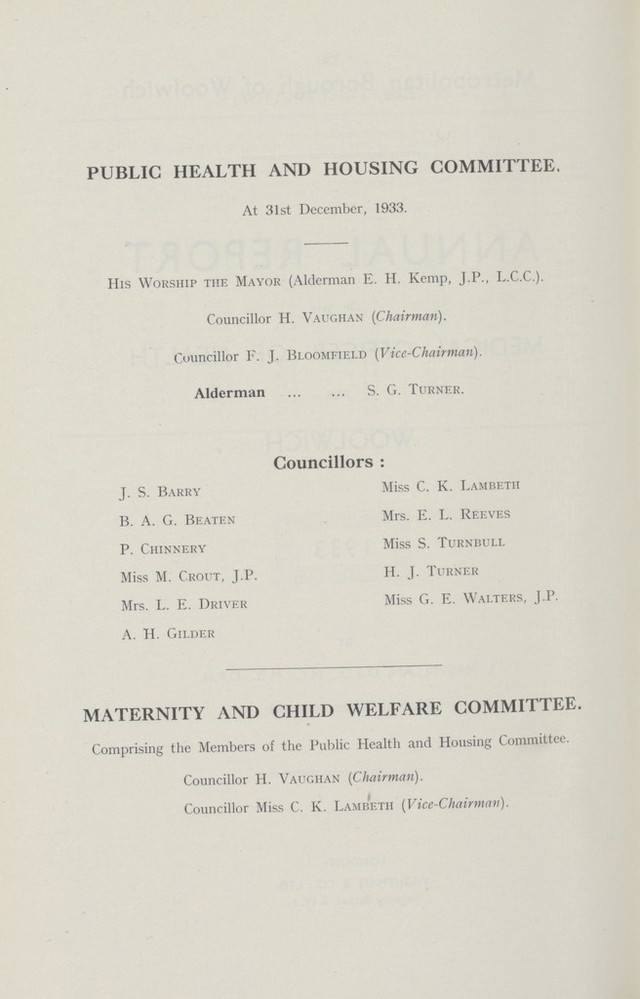 PUBLIC HEALTH AND HOUSING COMMITTEE.
At 31st December, 1933.
His Worship the Mayor (Alderman E. H. Kemp, J.P., L.C.C.).
Councillor H. Vaughan (Chairman).
Councillor F. J. Bloomfield (Vice-Chairman).
Alderman ... ... S. G. Turner.
Councillors :
J. S. Barry
B. A. G. Beaten
P. Chinnery
Miss M. Crout, J.P.
Mrs. L. E. Driver
A. H. Gilder
Miss C. K. Lambeth
Mrs. E. L. Reeves
Miss S. Turnbull
H. J. Turner
Miss G. E. Walters, J.P.
MATERNITY AND CHILD WELFARE COMMITTEE.
Comprising the Members of the Public Health and Housing Committee.
Councillor H. Vaughan (Chairman).
Councillor Miss C. K. Lambeth (Vice-Chairman).